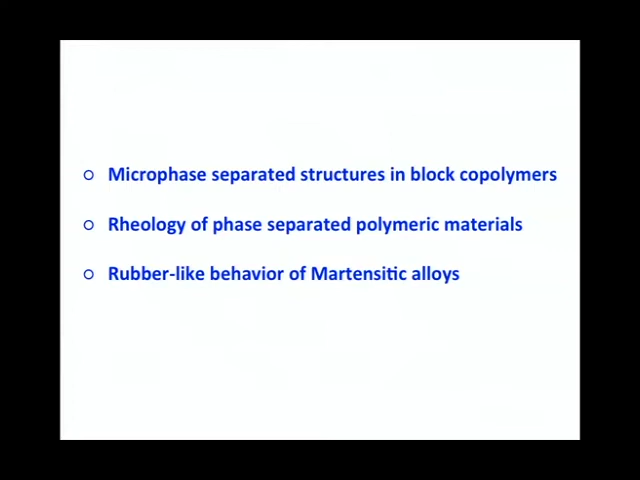 ○ Microphase separated structures in block copolymers
○ Rheology of phase separated polymeric materials
○ Rubber-like behavior of Martensitic alloys